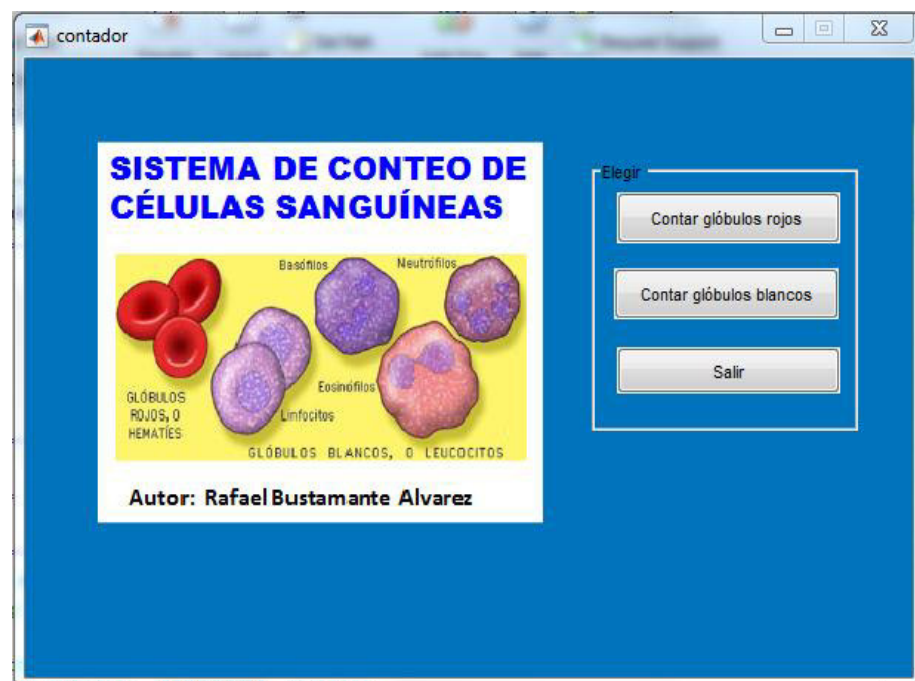 contador
SISTEMA DE CONTEO DE
CÉLULAS SANGUÍNEAS
Basófilos
Neutrófilos
Eosinófilos
Linfocitos
GLÓBULOS
ROJOS, O
HEMATÍES
GLÓBULOS BLANCOS, O LEUCOCITOS
Autor: Rafael Bustamante Alvarez
Elegir
Contar glóbulos rojos
Contar glóbulos blancos
Salir